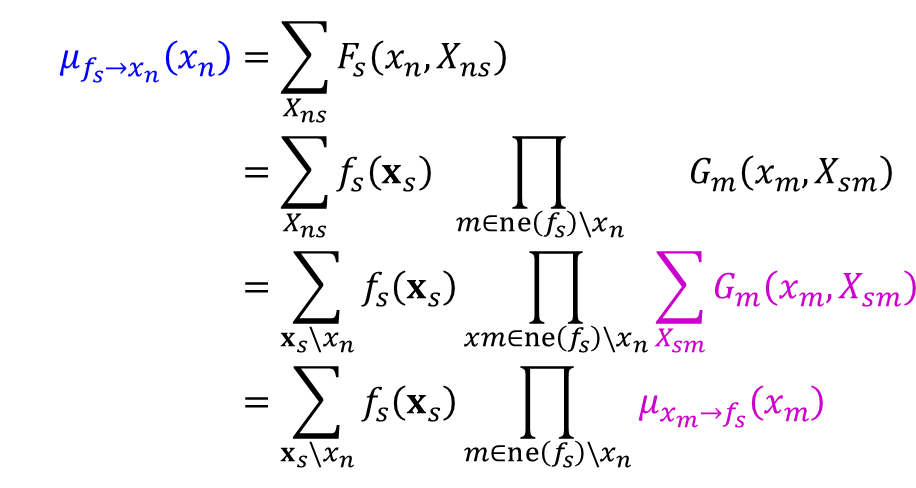 μ_{f_s→x_n}(x_n) = ∑_{X_{ns}} F_s(x_n, X_{ns})
= ∑_{X_{ns}} f_s(𝐱_s) ∏_{m∈ne(f_s)\x_n} G_m(x_m, X_{sm})
= ∑_{𝐱_s\x_n} f_s(𝐱_s) ∏_{xm∈ne(f_s)\x_n} ∑_{X_{sm}} G_m(x_m, X_{sm})
= ∑_{𝐱_s\x_n} f_s(𝐱_s) ∏_{m∈ne(f_s)\x_n} μ_{x_m→f_s}(x_m)